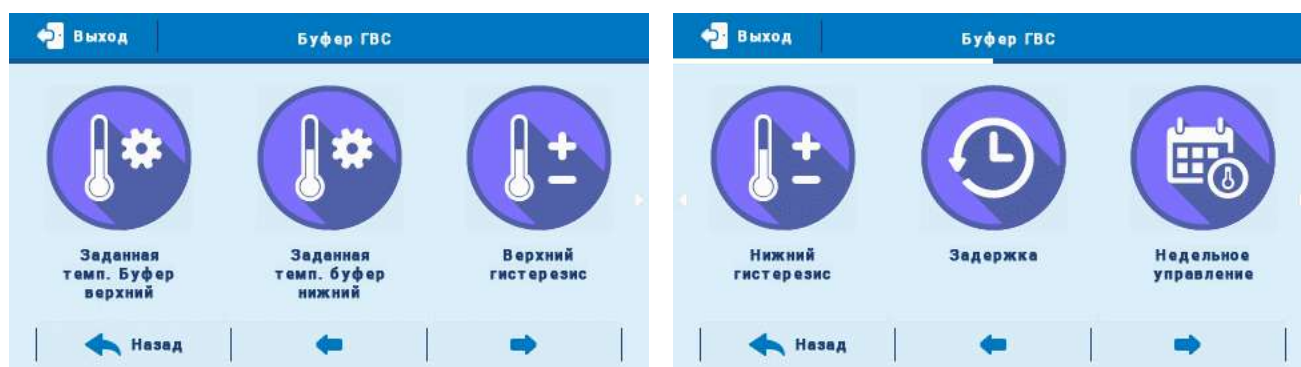 Выход
Буфер ГВС
Заданная
темп. Буфер
верхний
Заданная
темп. буфер
нижний
Верхний
гистерезис
Назад
Выход
Буфер ГВС
Нижний
гистерезис
Задержка
Недельное
управление
Назад